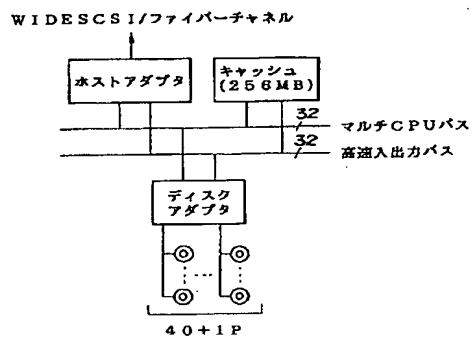 WIDESCSI/ファイバーチャネル
ホストアダプタ
キャッシュ
(256MB)
32
マルチCPUバス
32
高速入出力バス
ディスク
アダプタ
40+1P